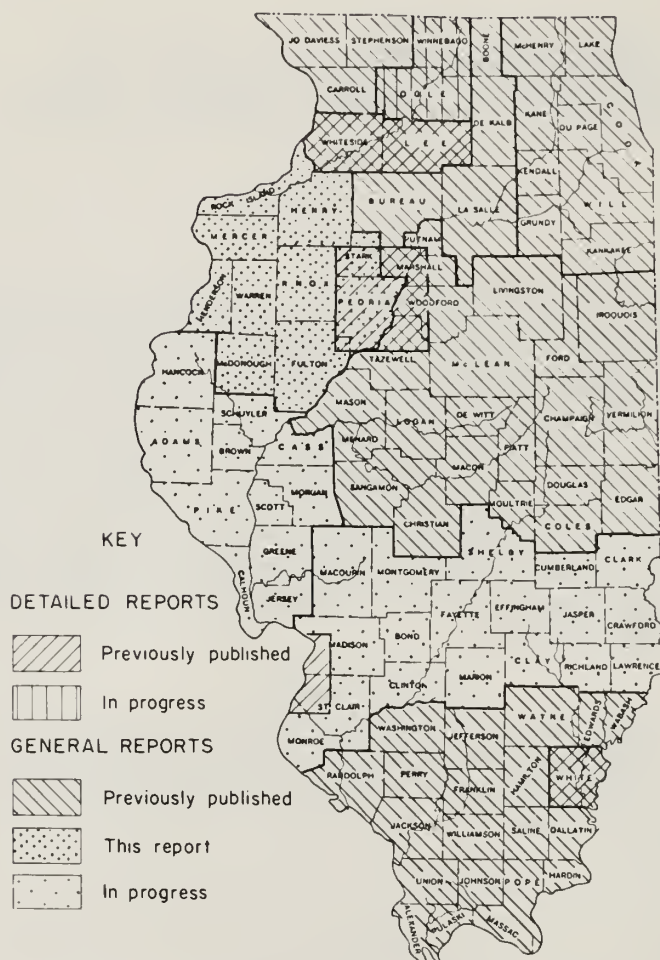 JO DAVIESS STEPHENSON WINNEBAGO BOONE McHENRY LAKE
CARROLL OGLE DE KALB KANE COOK
DU PAGE
WHITESIDE LEE
KENDALL
ROCK ISLAND HENRY BUREAU LA SALLE WILL
GRUNDY
MERCER PUTNAM KANKAKEE
STARK MARSHALL
HENDERSON WARREN KNOX PEORIA WOODFORD LIVINGSTON IROQUOIS
HANCOCK McDONOUGH FULTON TAZEWELL McLEAN FORD
SCHUYLER MASON
ADAMS LOGAN DE WITT CHAMPAIGN VERMILION
BROWN CASS MENARD PIATT
MACON
PIKE MORGAN SANGAMON DOUGLAS EDGAR
SCOTT MOULTRIE
CHRISTIAN COLES
GREENE SHELBY
CALHOUN MACOUPIN MONTGOMERY CUMBERLAND CLARK
JERSEY
FAYETTE EFFINGHAM JASPER CRAWFORD
MADISON BOND
CLAY RICHLAND LAWRENCE
MARION
ST. CLAIR CLINTON
MONROE WASHINGTON JEFFERSON WAYNE EDWARDS WABASH
RANDOLPH PERRY FRANKLIN HAMILTON WHITE
JACKSON WILLIAMSON SALINE GALLATIN
UNION JOHNSON POPE HARDIN
ALEXANDER PULASKI MASSAC
KEY
DETAILED REPORTS
Previously published
In progress
GENERAL REPORTS
Previously published
This report
In progress